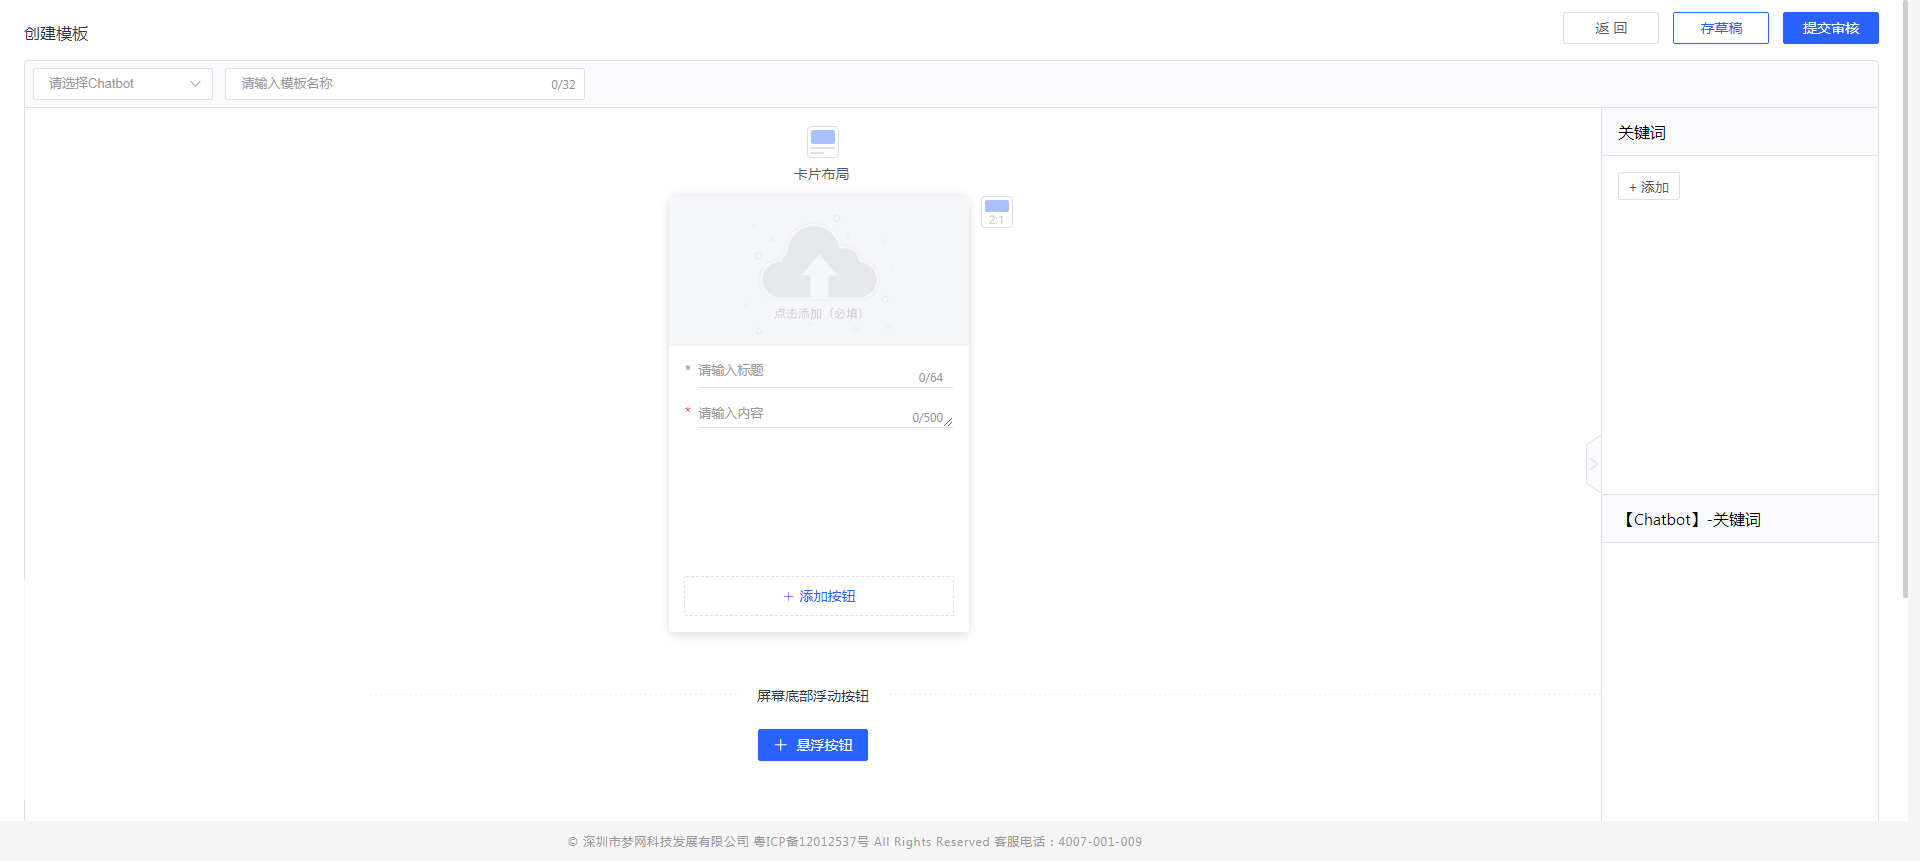 创建模板
返 回
存草稿
提交审核
请选择Chatbot
请输入模板名称
0/32
卡片布局
关键词
+ 添加
2:1
点击添加（必填）
* 请输入标题
0/64
* 请输入内容
0/500
【Chatbot】-关键词
+ 添加按钮
屏幕底部浮动按钮
+ 悬浮按钮
© 深圳市梦网科技发展有限公司 粤ICP备12012537号 All Rights Reserved 客服电话：4007-001-009